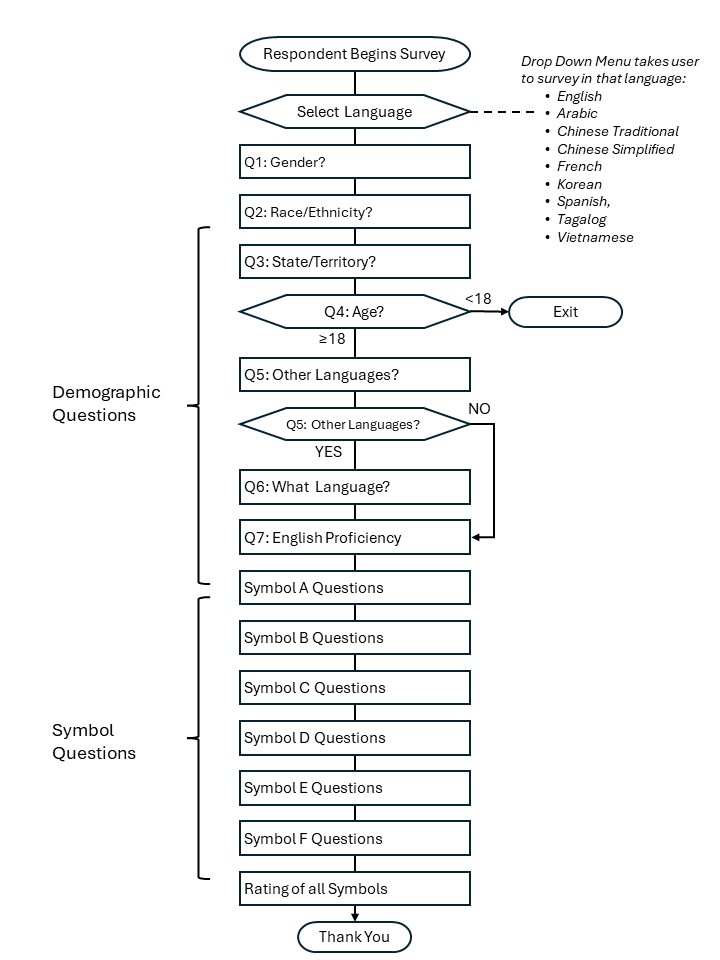 Respondent Begins Survey
Drop Down Menu takes user
to survey in that language:
• English
• Arabic
• Chinese Traditional
• Chinese Simplified
• French
• Korean
• Spanish,
• Tagalog
• Vietnamese
Select Language
Q1: Gender?
Q2: Race/Ethnicity?
Q3: State/Territory?
Q4: Age?
<18
Exit
≥18
Demographic
Questions
Q5: Other Languages?
Q5: Other Languages?
NO
YES
Q6: What Language?
Q7: English Proficiency
Symbol
Questions
Symbol A Questions
Symbol B Questions
Symbol C Questions
Symbol D Questions
Symbol E Questions
Symbol F Questions
Rating of all Symbols
Thank You